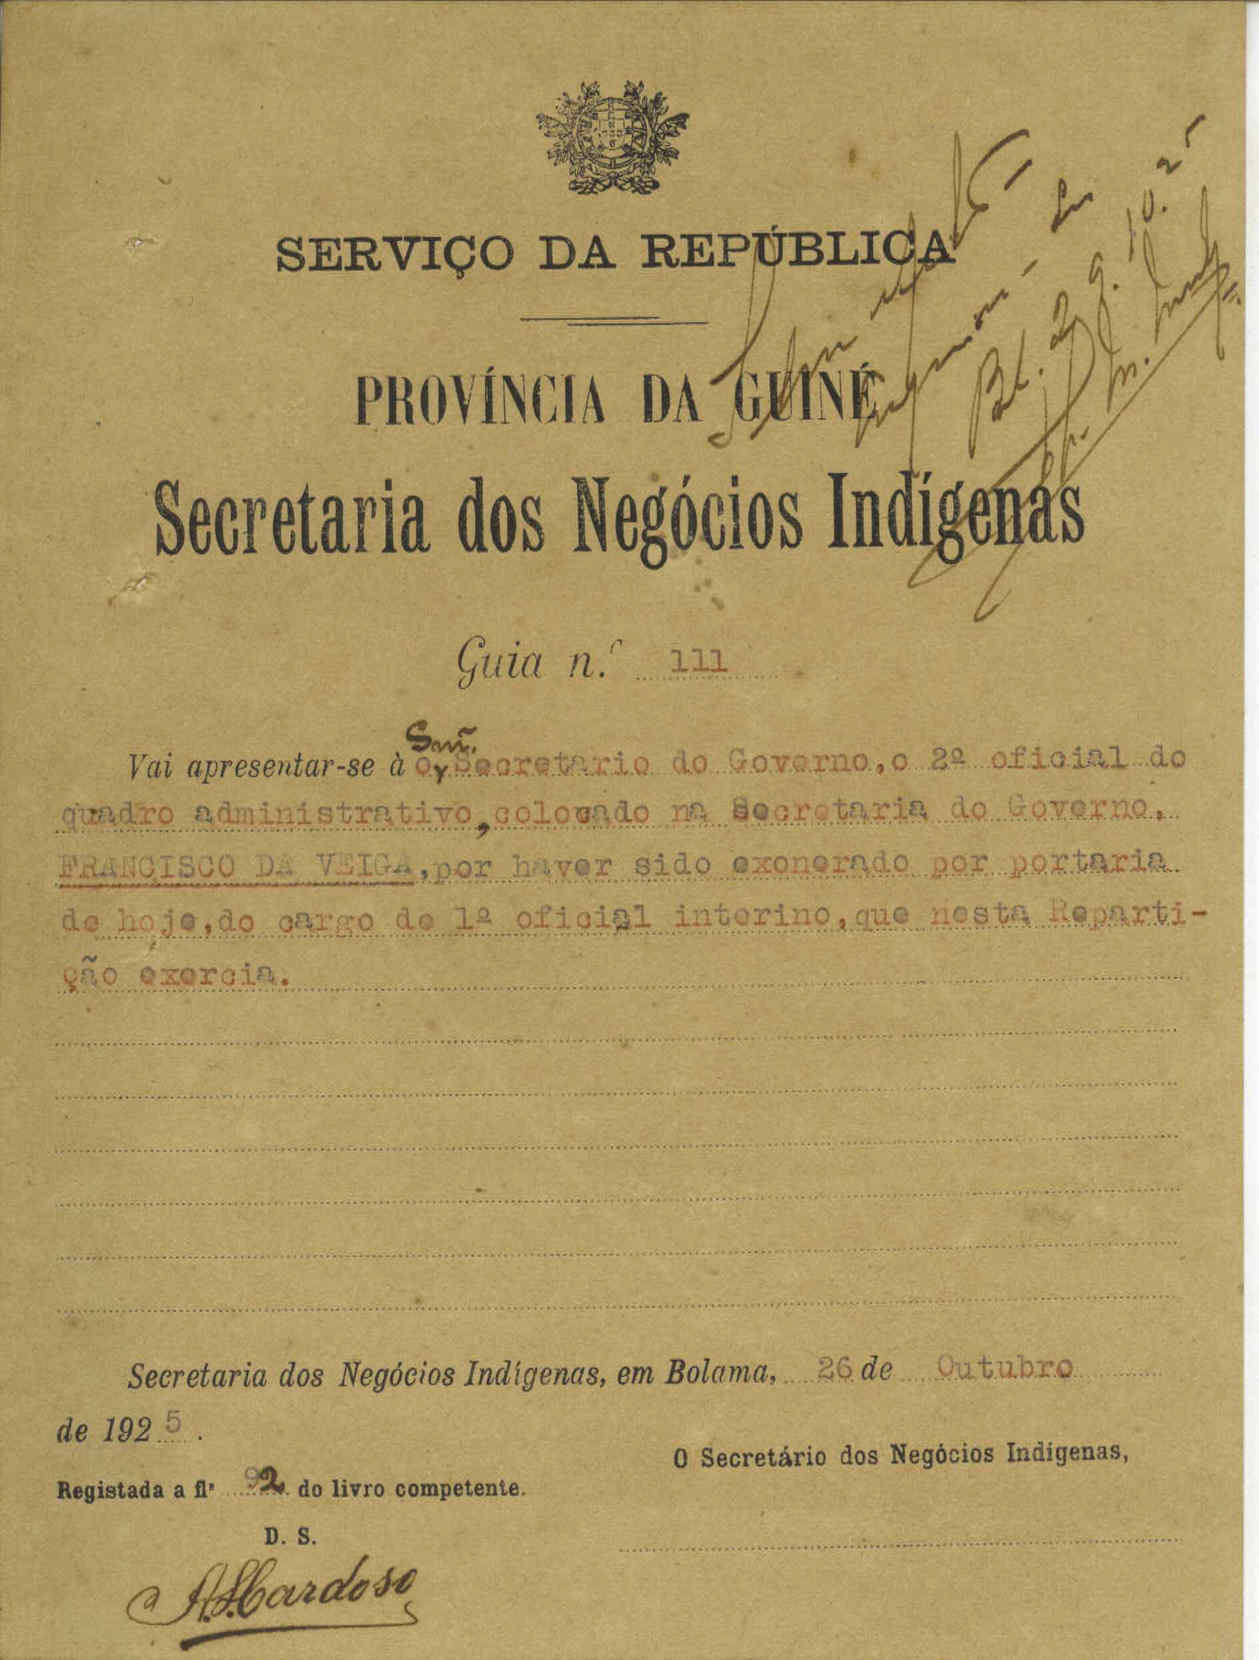 SERVIÇO DA REPÚBLICA
PROVÍNCIA DA GUINÉ
Secretaria dos Negócios Indígenas
Guia n.º 111
Snr.
Vai apresentar-se à o Secretario do Governo,o 2º oficial do
quadro administrativo,colocado na Secretaria do Governo,
FRANCISCO DA VEIGA,por haver sido exonerado por portaria
de hoje,do cargo de 1º oficial interino,que nesta Reparti-
ção exercia.
Secretaria dos Negócios Indígenas, em Bolama, 26 de Outubro
de 1925.
O Secretário dos Negócios Indígenas,
Registada a fl.ª 92 do livro competente.
D. S.
A. S. Cardoso